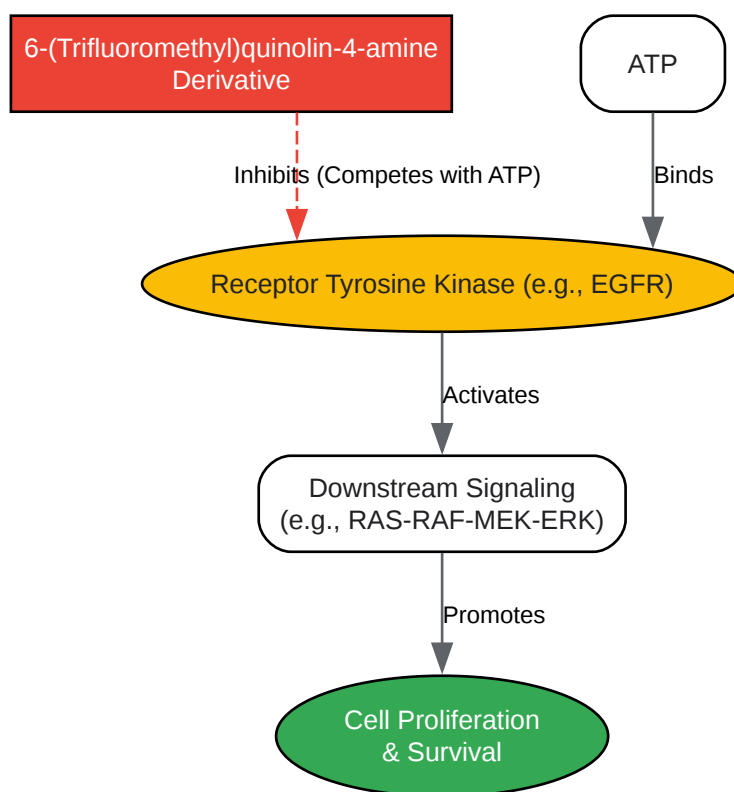 6-(Trifluoromethyl)quinolin-4-amine
Derivative
ATP
Inhibits (Competes with ATP)
Binds
Receptor Tyrosine Kinase (e.g., EGFR)
Activates
Downstream Signaling
(e.g., RAS-RAF-MEK-ERK)
Promotes
Cell Proliferation
& Survival